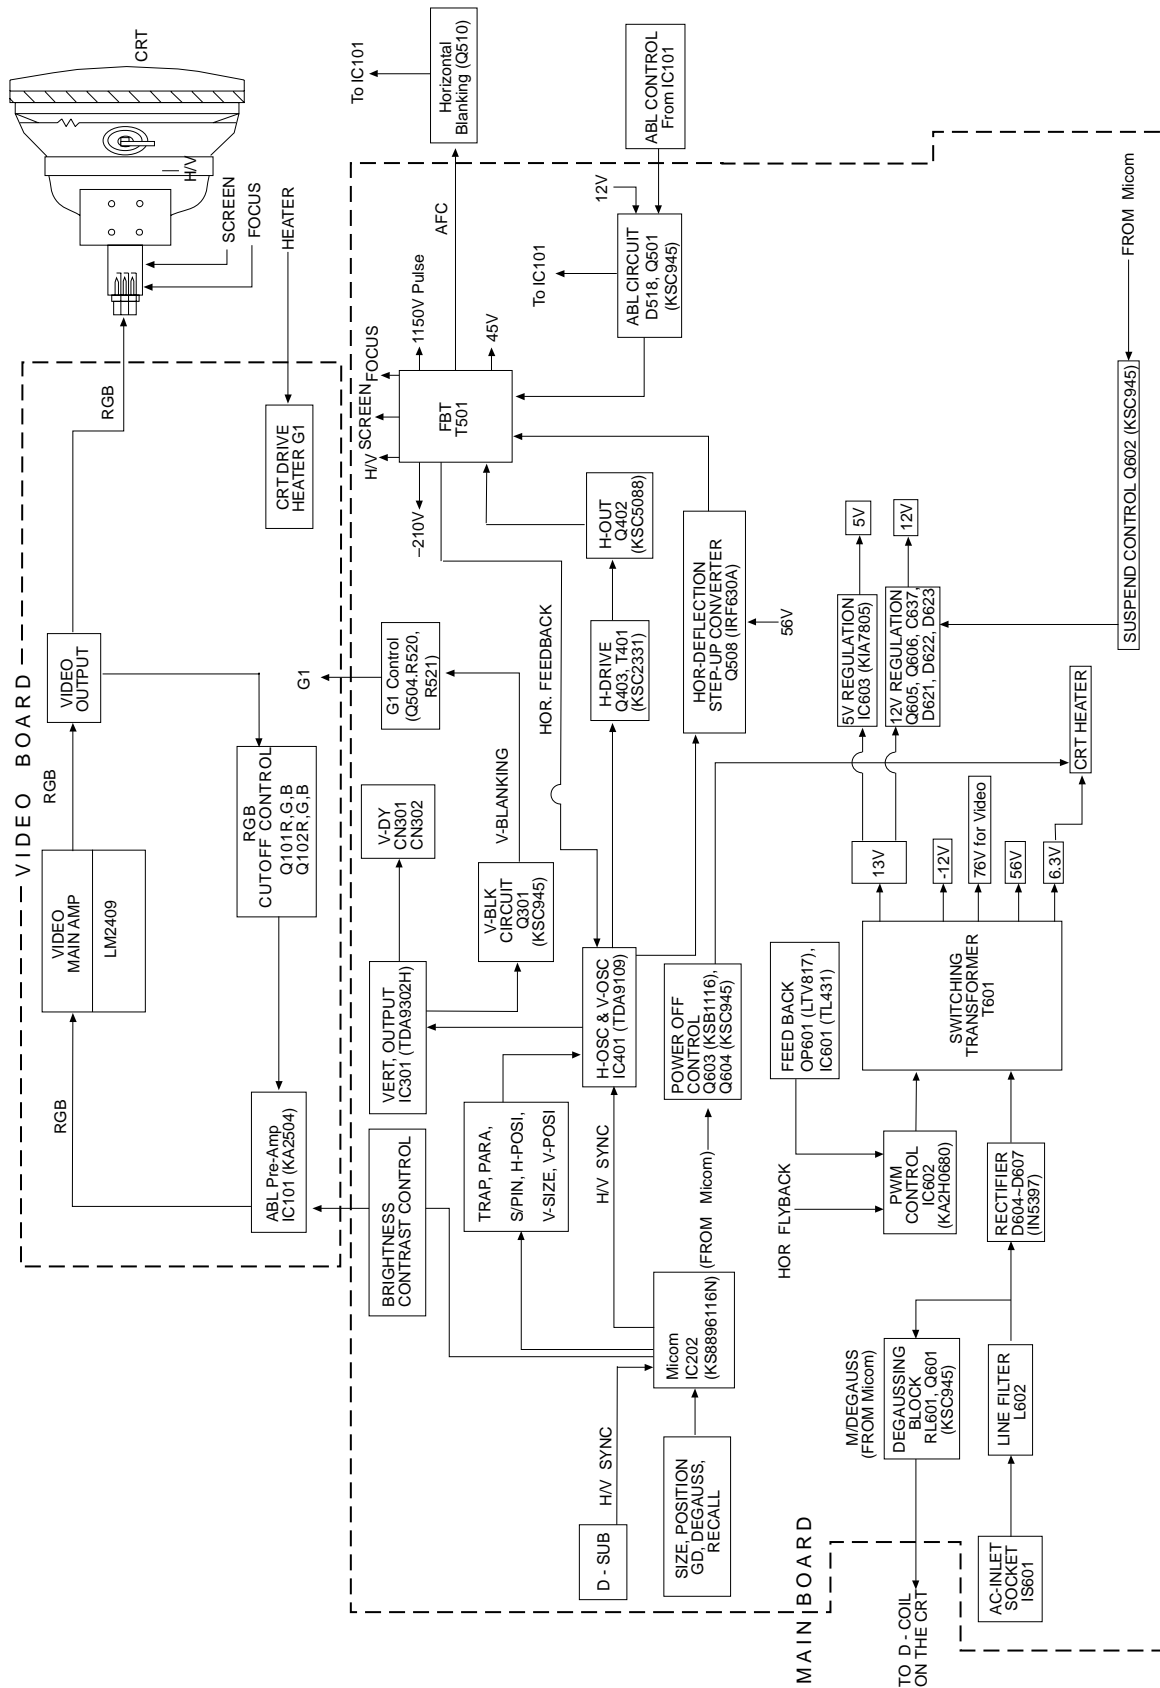 VIDEO BOARD
ABL Pre-Amp
IC101 (KA2504)
RGB
VIDEO
MAIN AMP
LM2409
RGB
VIDEO
OUTPUT
RGB
RGB
CUTOFF CONTROL
Q101R,G,B
Q102R,G,B
CRT DRIVE
HEATER G1
CRT
H/V
SCREEN
FOCUS
HEATER
MAIN BOARD
BRIGHTNESS
CONTRAST CONTROL
VERT, OUTPUT
IC301 (TDA9302H)
V-DY
CN301
CN302
G1
G1 Control
(Q504.R520,
R521)
V-BLANKING
V-BLK
CIRCUIT
Q301
(KSC945)
TRAP, PARA,
S/PIN, H-POSI,
V-SIZE, V-POSI
H/V SYNC
H-OSC & V-OSC
IC401 (TDA9109)
HOR. FEEDBACK
H-DRIVE
Q403, T401
(KSC2331)
H-OUT
Q402
(KSC5088)
–210V
H/V
SCREEN
FOCUS
FBT
T501
1150V Pulse
45V
AFC
To IC101
Horizontal
Blanking (Q510)
To IC101
ABL CIRCUIT
D518, Q501
(KSC945)
12V
ABL CONTROL
From IC101
D - SUB
H/V SYNC
Micom
IC202
(KS8896116N)
SIZE, POSITION
GD, DEGAUSS,
RECALL
(FROM Micom)
POWER OFF
CONTROL
Q603 (KSB1116),
Q604 (KSC945)
HOR-DEFLECTION
STEP-UP CONVERTER
Q508 (IRF630A)
56V
HOR FLYBACK
FEED BACK
OP601 (LTV817),
IC601 (TL431)
PWM
CONTROL
IC602
(KA2H0680)
SWITCHING
TRANSFORMER
T601
13V
-12V
76V for Video
56V
6.3V
5V REGULATION
IC603 (KIA7805)
5V
12V REGULATION
Q605, Q606, C637,
D621, D622, D623
12V
CRT HEATER
SUSPEND CONTROL Q602 (KSC945)
FROM Micom
M/DEGAUSS
(FROM Micom)
DEGAUSSING
BLOCK
RL601, Q601
(KSC945)
TO D - COIL
ON THE CRT
AC-INLET
SOCKET
IS601
LINE FILTER
L602
RECTIFIER
D604~D607
(IN5397)